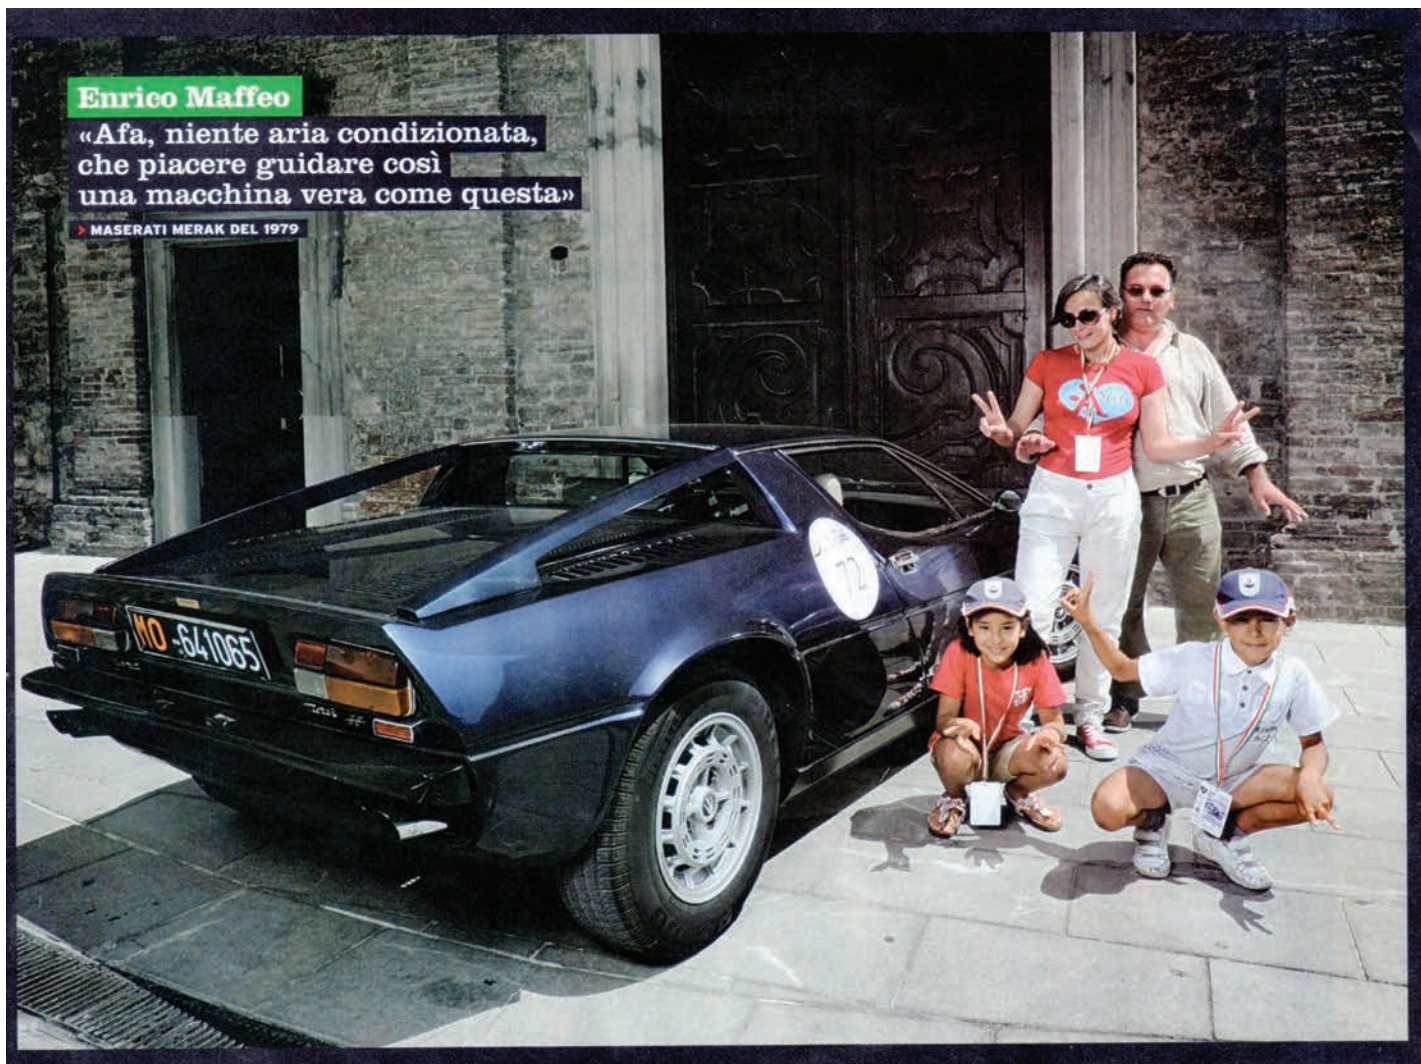 Enrico Maffeo
«Afa, niente aria condizionata,
che piacere guidare così
una macchina vera come questa»
> MASERATI MERAK DEL 1979
72
MO-641065